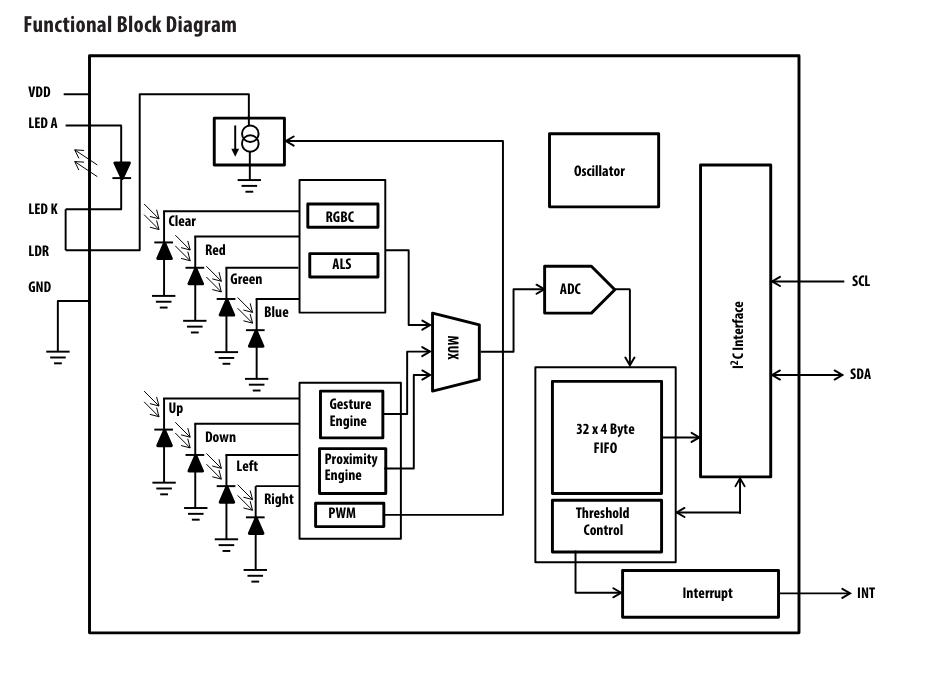 Functional Block Diagram
VDD
LED A
LED K
LDR
GND
Clear
Red
Green
Blue
RGBC
ALS
Up
Down
Left
Right
Gesture
Engine
Proximity
Engine
PWM
MUX
ADC
Oscillator
32 x 4 Byte
FIFO
Threshold
Control
I²C Interface
Interrupt
SCL
SDA
INT